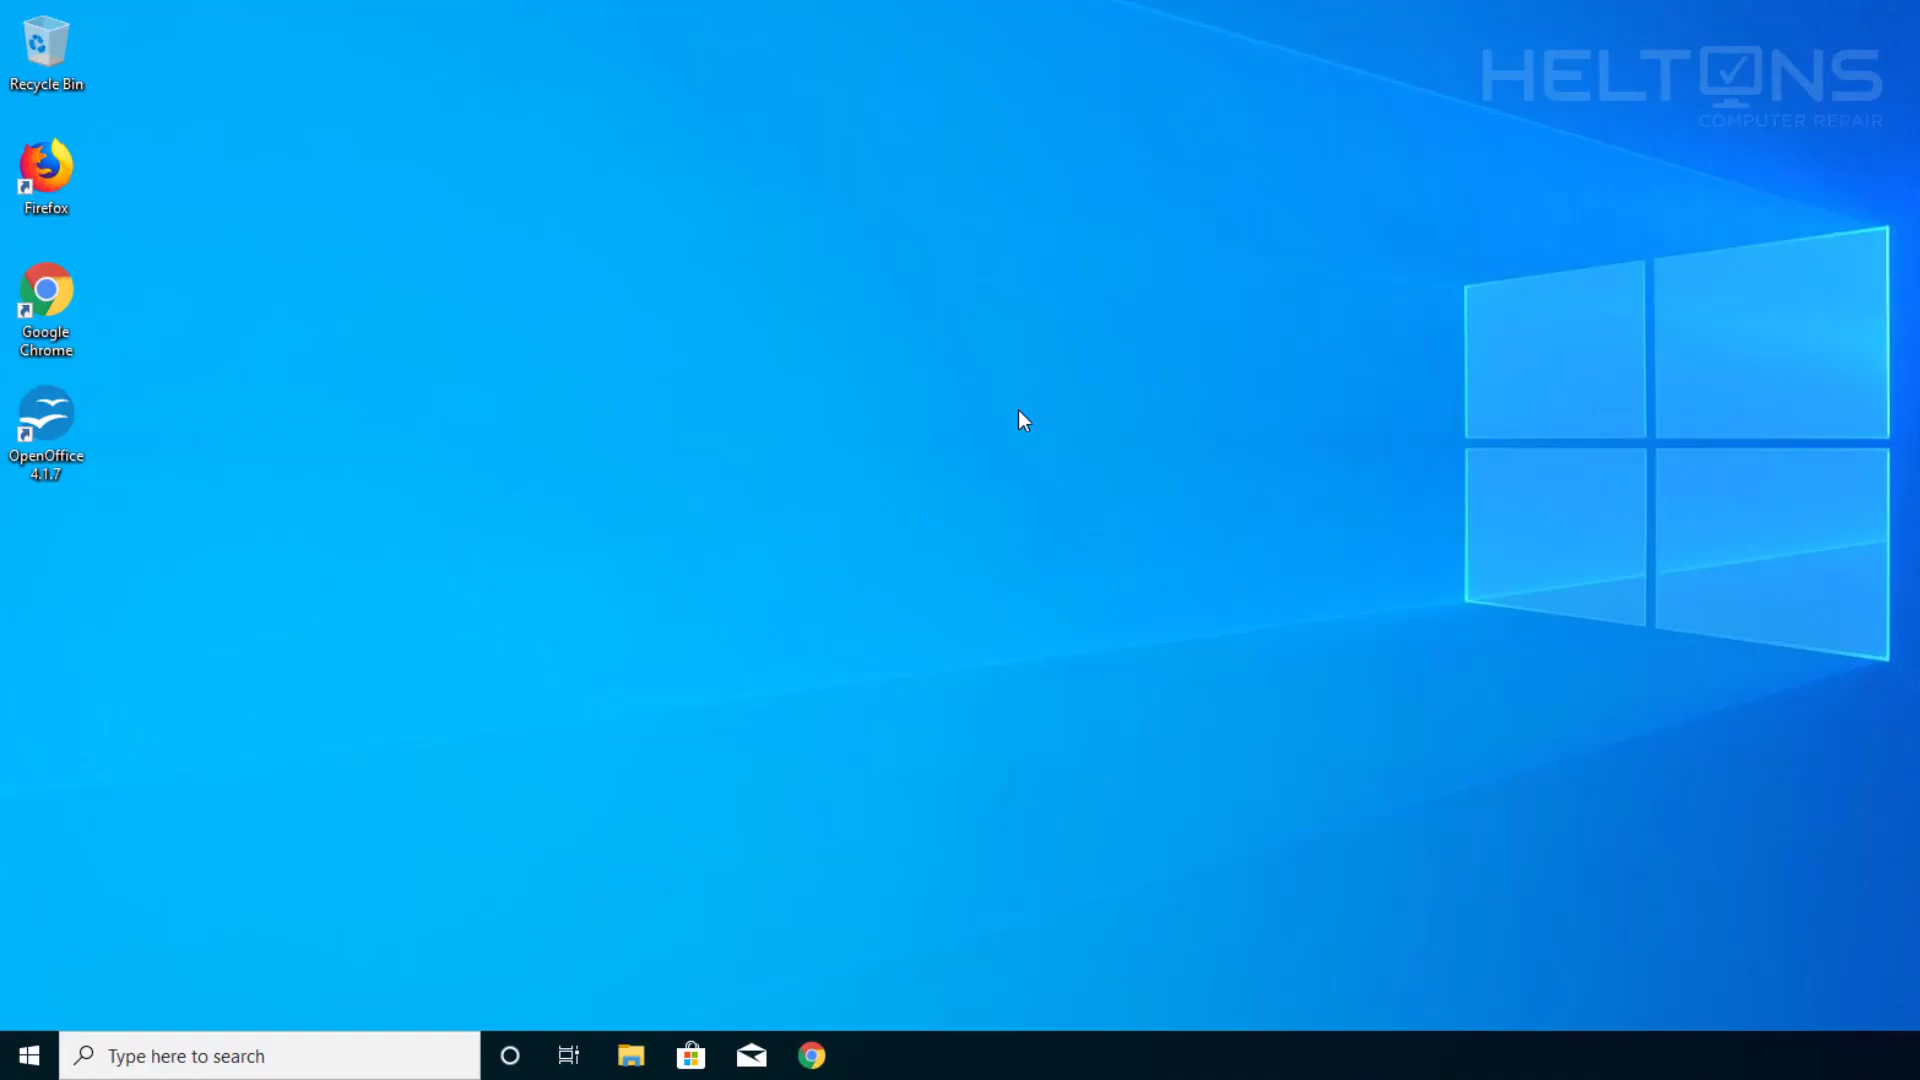 Recycle Bin
HELTONS
COMPUTER REPAIR
Firefox
Google
Chrome
OpenOffice
4.1.7
Type here to search